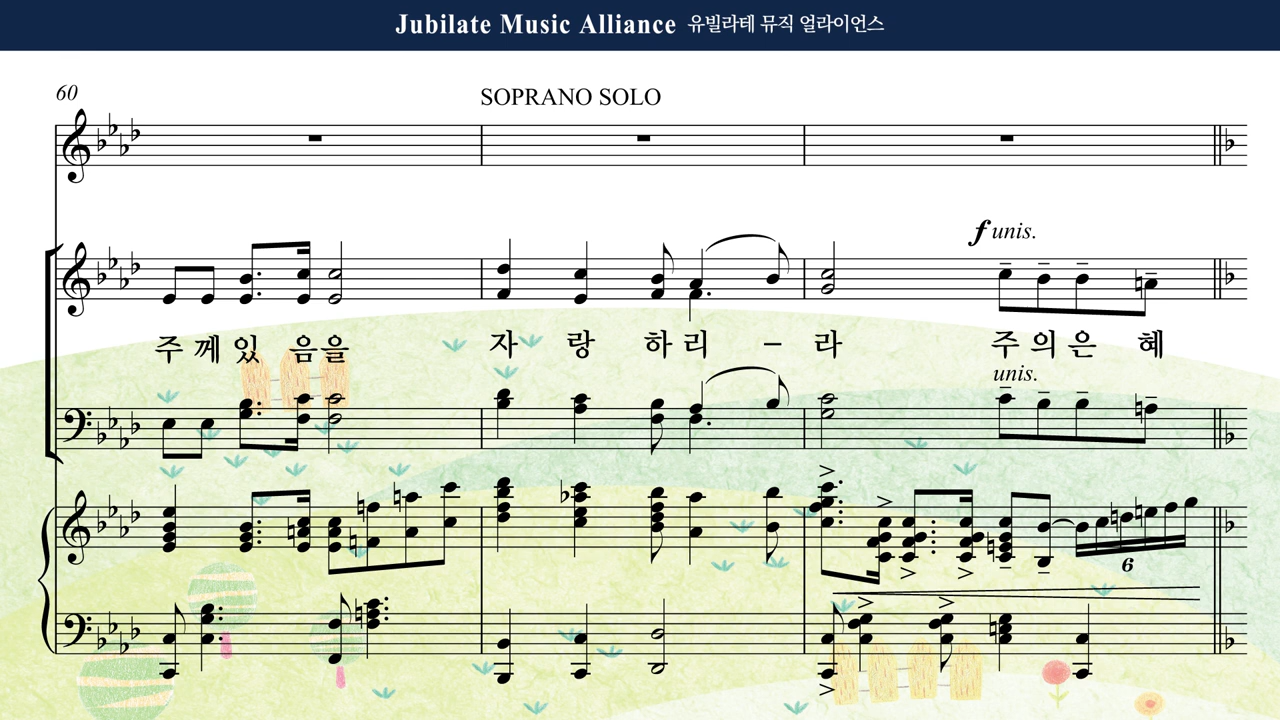 Jubilate Music Alliance 유빌라테 뮤직 얼라이언스
60
SOPRANO SOLO
f unis.
주 께 있 음 을 자 랑 하 리 – 라 주 의 은 혜
unis.
6